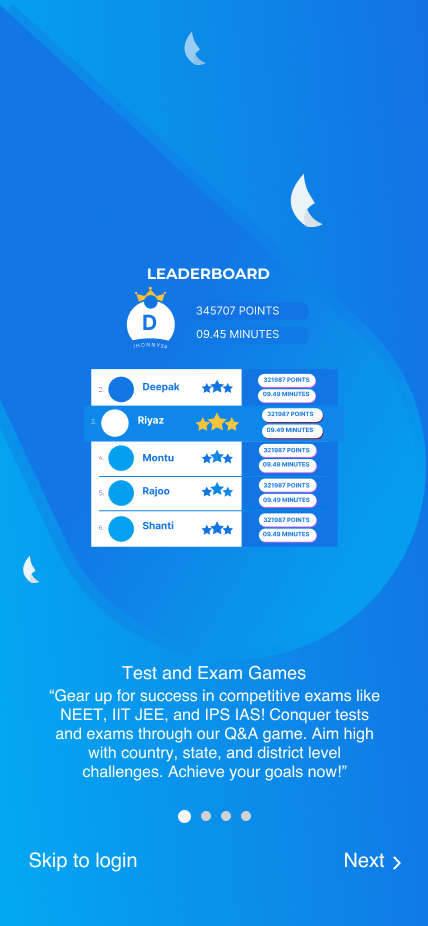 LEADERBOARD
D
JHONNY34
345707 POINTS
09.45 MINUTES
2. Deepak 321987 POINTS
09.49 MINUTES
3. Riyaz 321987 POINTS
09.49 MINUTES
4. Montu 321987 POINTS
09.49 MINUTES
5. Rajoo 321987 POINTS
09.49 MINUTES
6. Shanti 321987 POINTS
09.49 MINUTES
Test and Exam Games
“Gear up for success in competitive exams like
NEET, IIT JEE, and IPS IAS! Conquer tests
and exams through our Q&A game. Aim high
with country, state, and district level
challenges. Achieve your goals now!”
Skip to login
Next